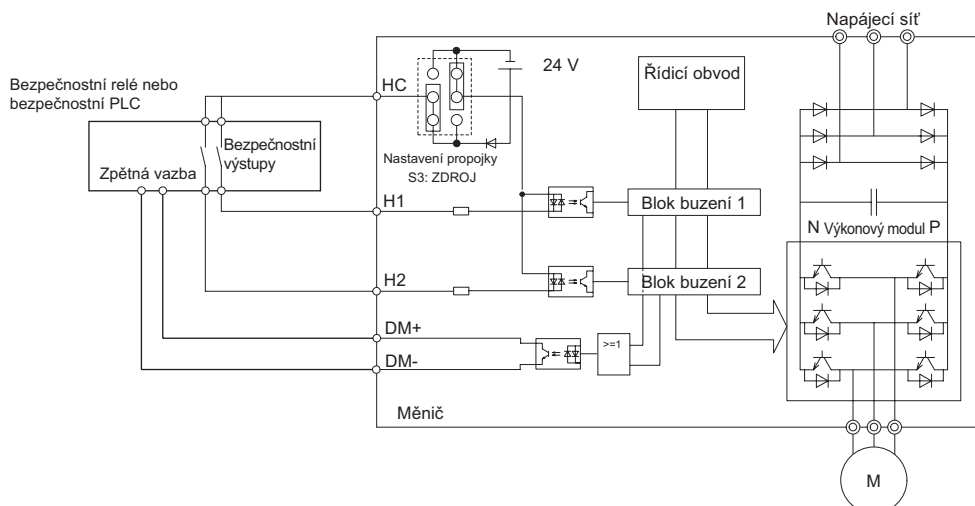 Napájecí síť
24 V
Řídicí obvod
Bezpečnostní relé nebo
bezpečnostní PLC
HC
Bezpečnostní
výstupy
Zpětná vazba
Nastavení propojky
S3: ZDROJ
H1
Blok buzení 1
N Výkonový modul P
H2
Blok buzení 2
DM+
>=1
DM-
Měnič
M